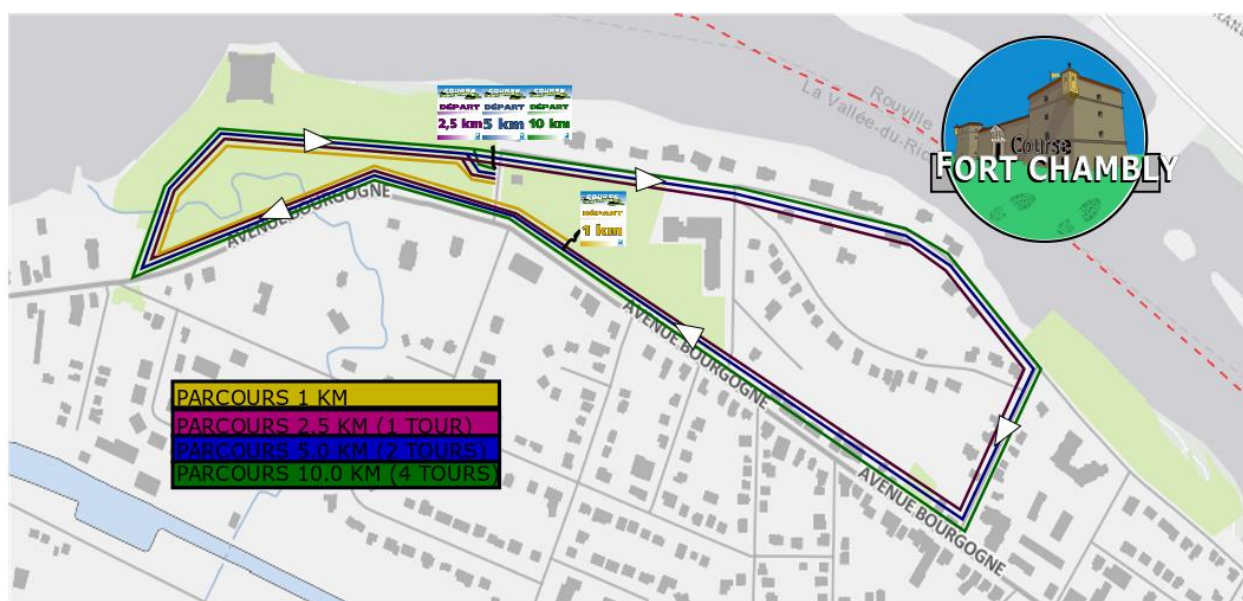 RAN
Rouville
La Vallée-du-Ric
COURSE
COURSE
COURSE
DÉPART
DÉPART
DÉPART
2,5 km
5 km
10 km
Course
FORT CHAMBLY
AVENUE BOURGOGNE
COURSE
DÉPART
1 km
AVENUE BOURGOGNE
PARCOURS 1 KM
PARCOURS 2,5 KM (1 TOUR)
PARCOURS 5.0 KM (2 TOURS)
PARCOURS 10.0 KM (4 TOURS)
AVENUE BOURGOGNE